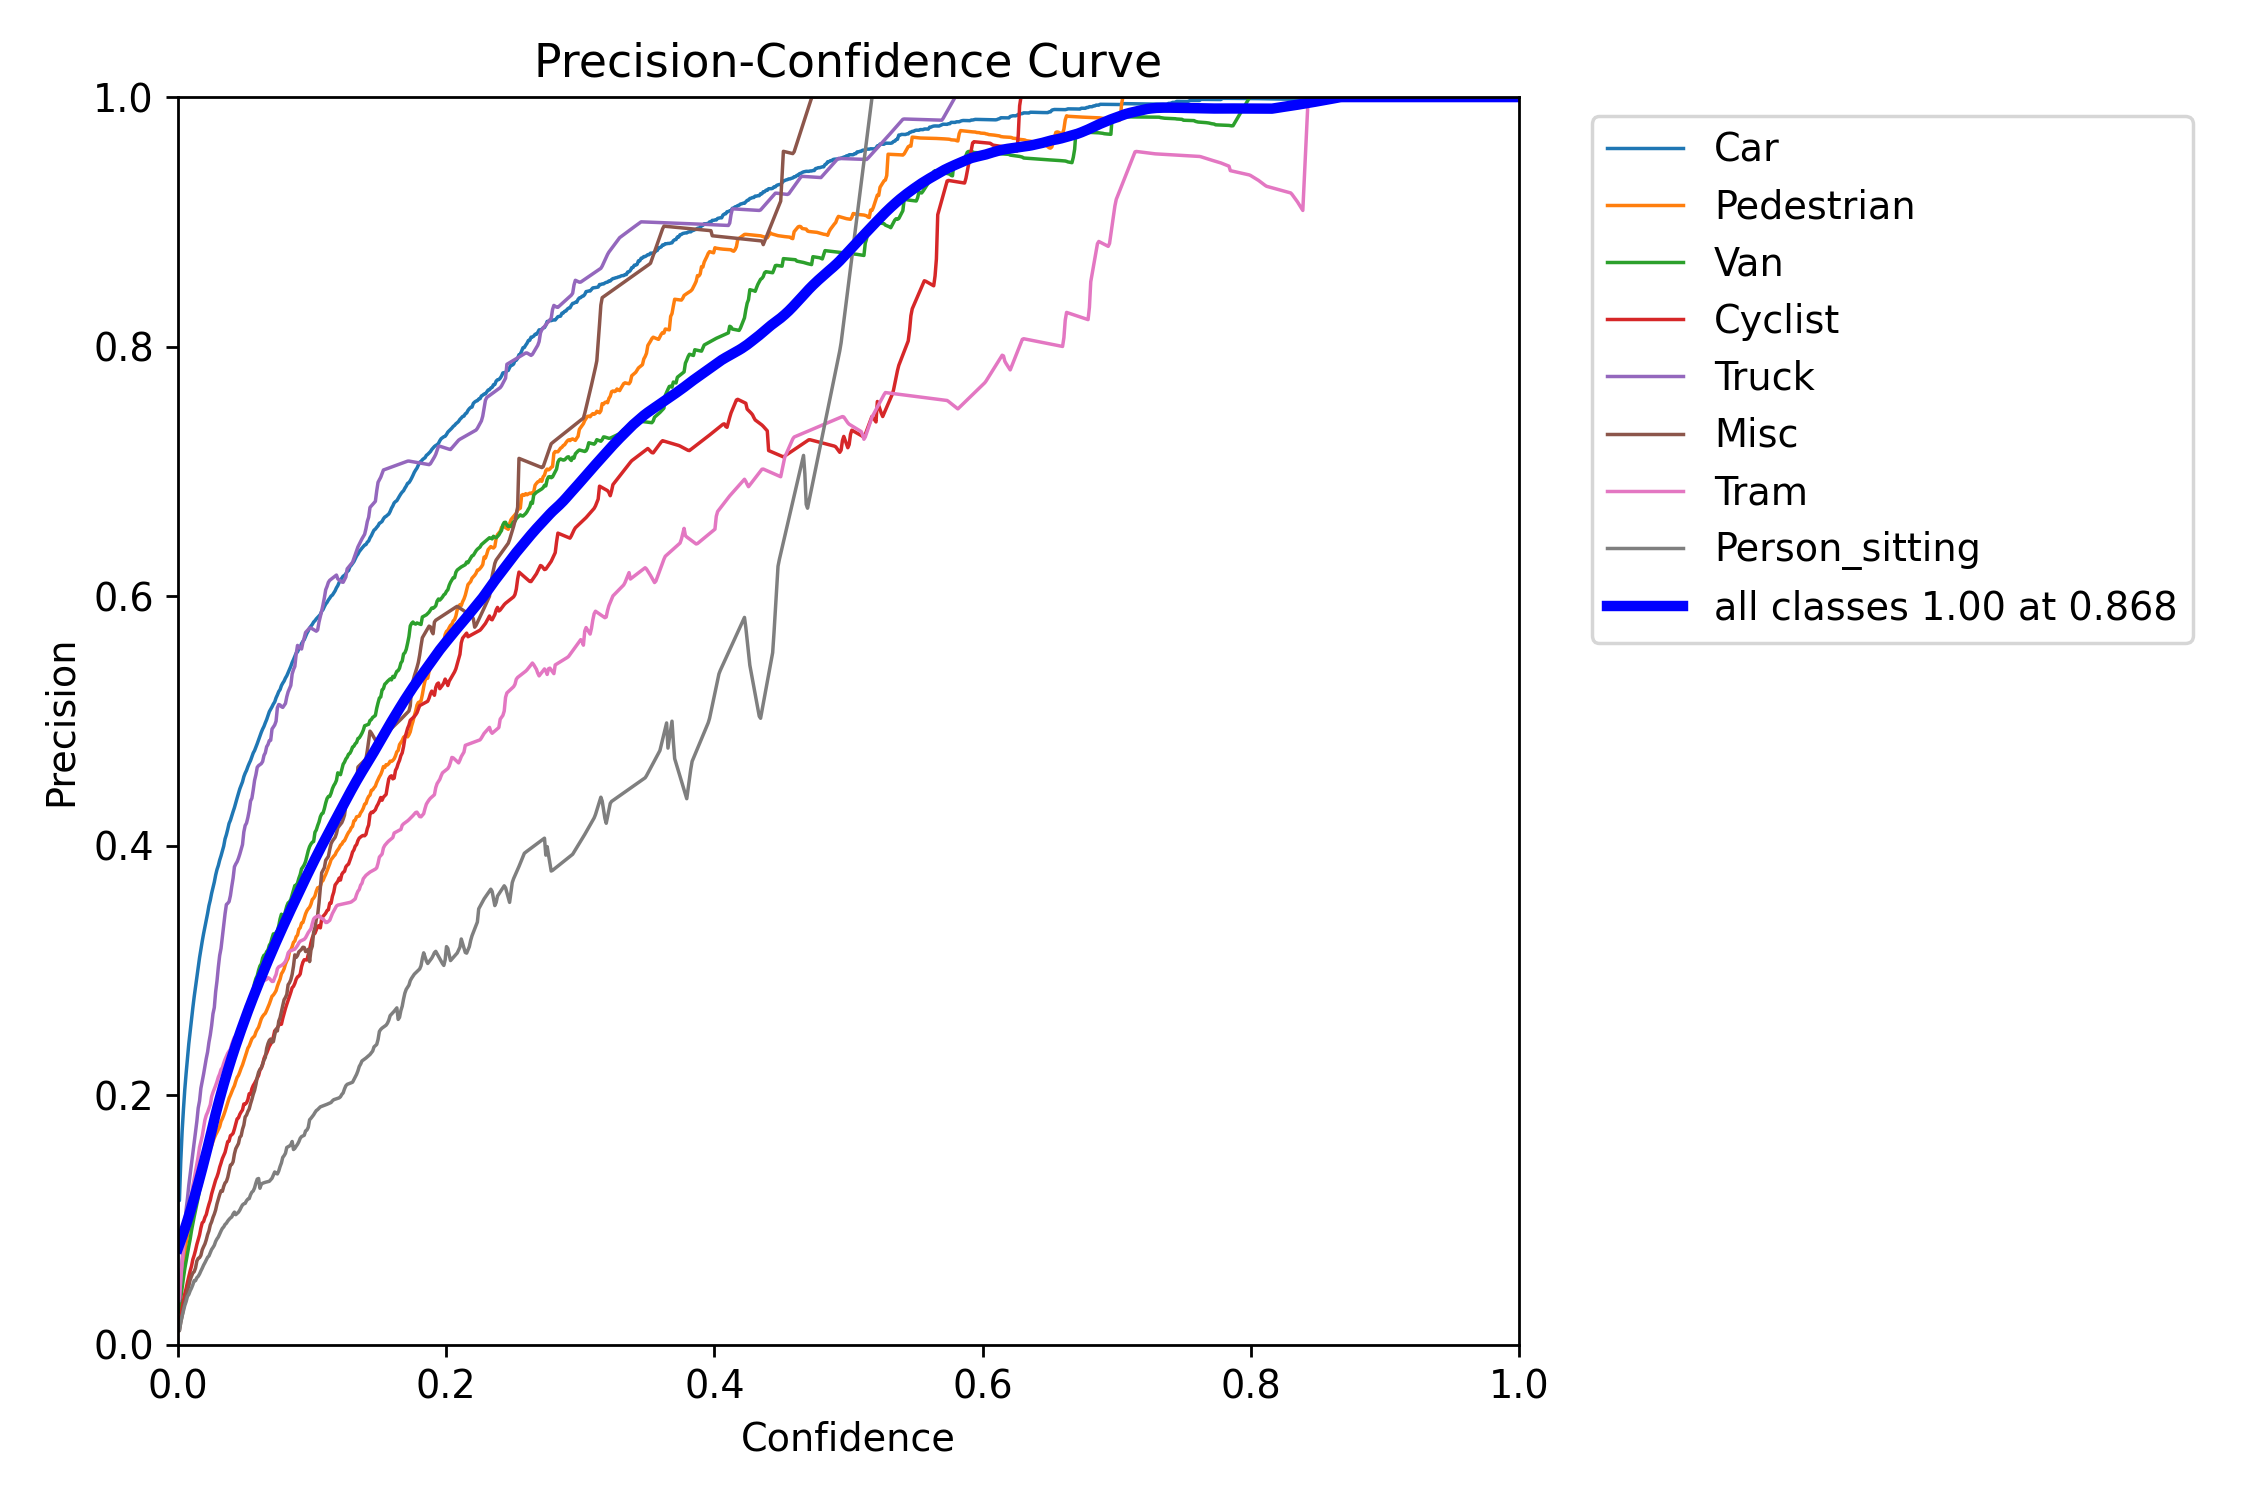 Precision-Confidence Curve
1.0
0.8
0.6
0.4
0.2
0.0
Precision
0.0 0.2 0.4 0.6 0.8 1.0
Confidence
Car
Pedestrian
Van
Cyclist
Truck
Misc
Tram
Person_sitting
all classes 1.00 at 0.868